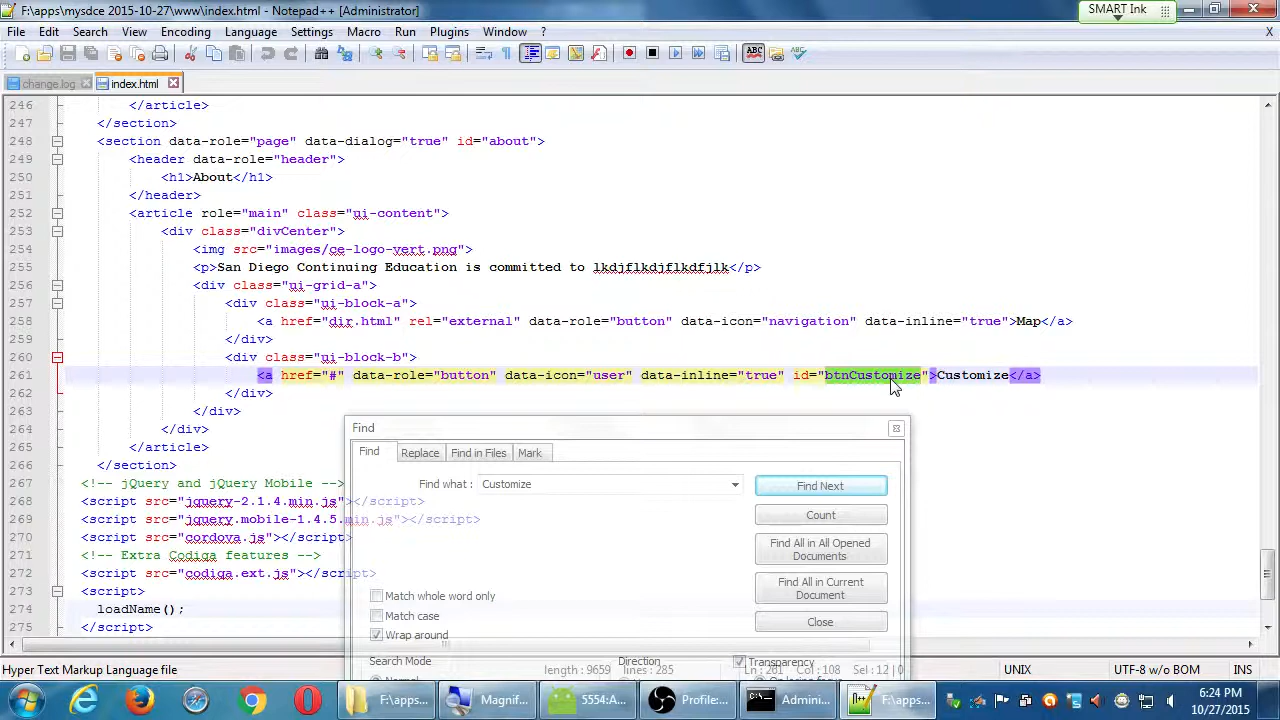 F:\apps\mysdce 2015-10-27\www\index.html - Notepad++ [Administrator]
SMART Ink
File Edit Search View Encoding Language Settings Macro Run Plugins Window ? X
change.log index.html
246 </article>
247 </section>
248 <section data-role="page" data-dialog="true" id="about">
249 <header data-role="header">
250 <h1>About</h1>
251 </header>
252 <article role="main" class="ui-content">
253 <div class="divCenter">
254 <img src="images/ce-logo-vert.png">
255 <p>San Diego Continuing Education is committed to lkdjflkdjflkdfjlk</p>
256 <div class="ui-grid-a">
257 <div class="ui-block-a">
258 <a href="dir.html" rel="external" data-role="button" data-icon="navigation" data-inline="true">Map</a>
259 </div>
260 <div class="ui-block-b">
261 <a href="#" data-role="button" data-icon="user" data-inline="true" id="btnCustomize">Customize</a>
262 </div>
263 </div>
264 </div>
265 </article>
266 </section>
267 <!-- jQuery and jQuery Mobile -->
268 <script src="jquery-2.1.4.min.js"></script>
269 <script src="jquery.mobile-1.4.5.min.js"></script>
270 <script src="cordova.js"></script>
271 <!-- Extra Codiga features -->
272 <script src="codiga.ext.js"></script>
273 <script>
274 loadName();
275 </script>
Find
Find Replace Find in Files Mark
Find what : Customize
Find Next
Count
Find All in All Opened
Documents
Find All in Current
Document
Close
Match whole word only
Match case
Wrap around
Search Mode Direction Transparency
Hyper Text Markup Language file length : 9659 lines : 285 Ln : 261 Col : 108 Sel : 12 | 0 UNIX UTF-8 w/o BOM INS
F:\apps... Magnif... 5554:A... Profile:... Admini... F:\apps...
6:24 PM
10/27/2015